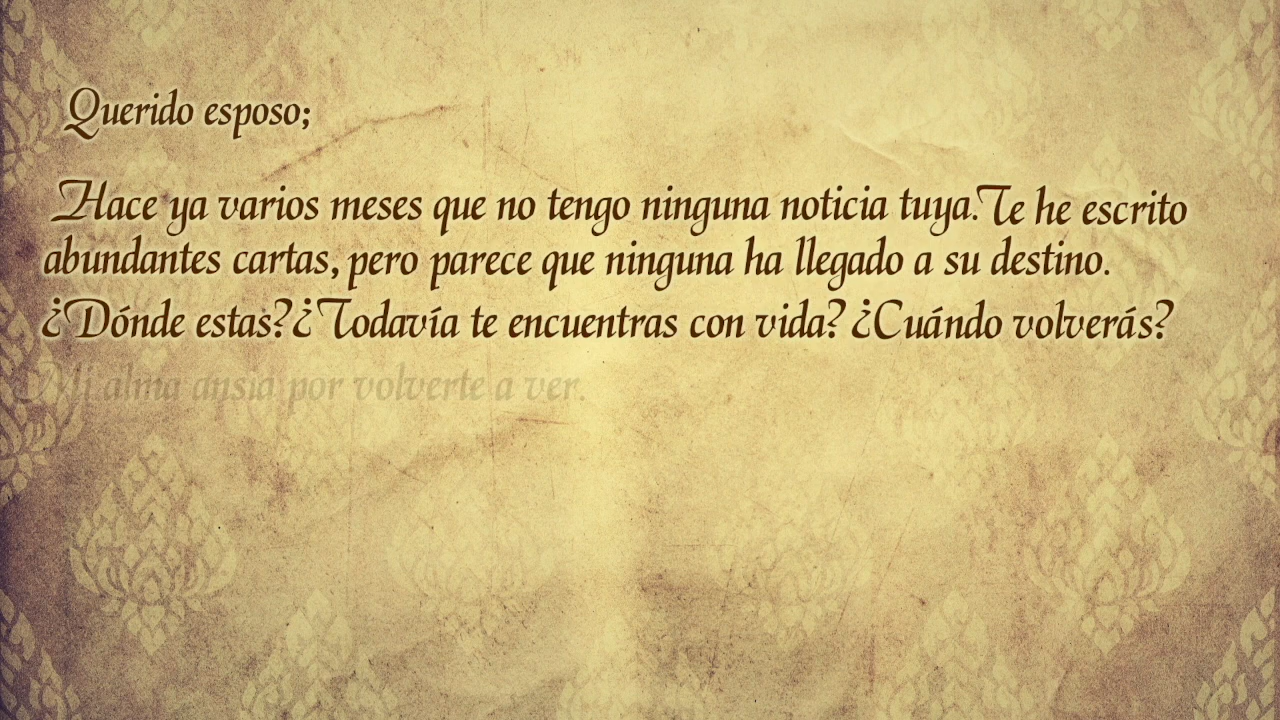 Querido esposo;
Hace ya varios meses que no tengo ninguna noticia tuya.Te he escrito
abundantes cartas, pero parece que ninguna ha llegado a su destino.
¿Dónde estas?¿Todavía te encuentras con vida? ¿Cuándo volverás?
Mi alma ansia por volverte a ver.